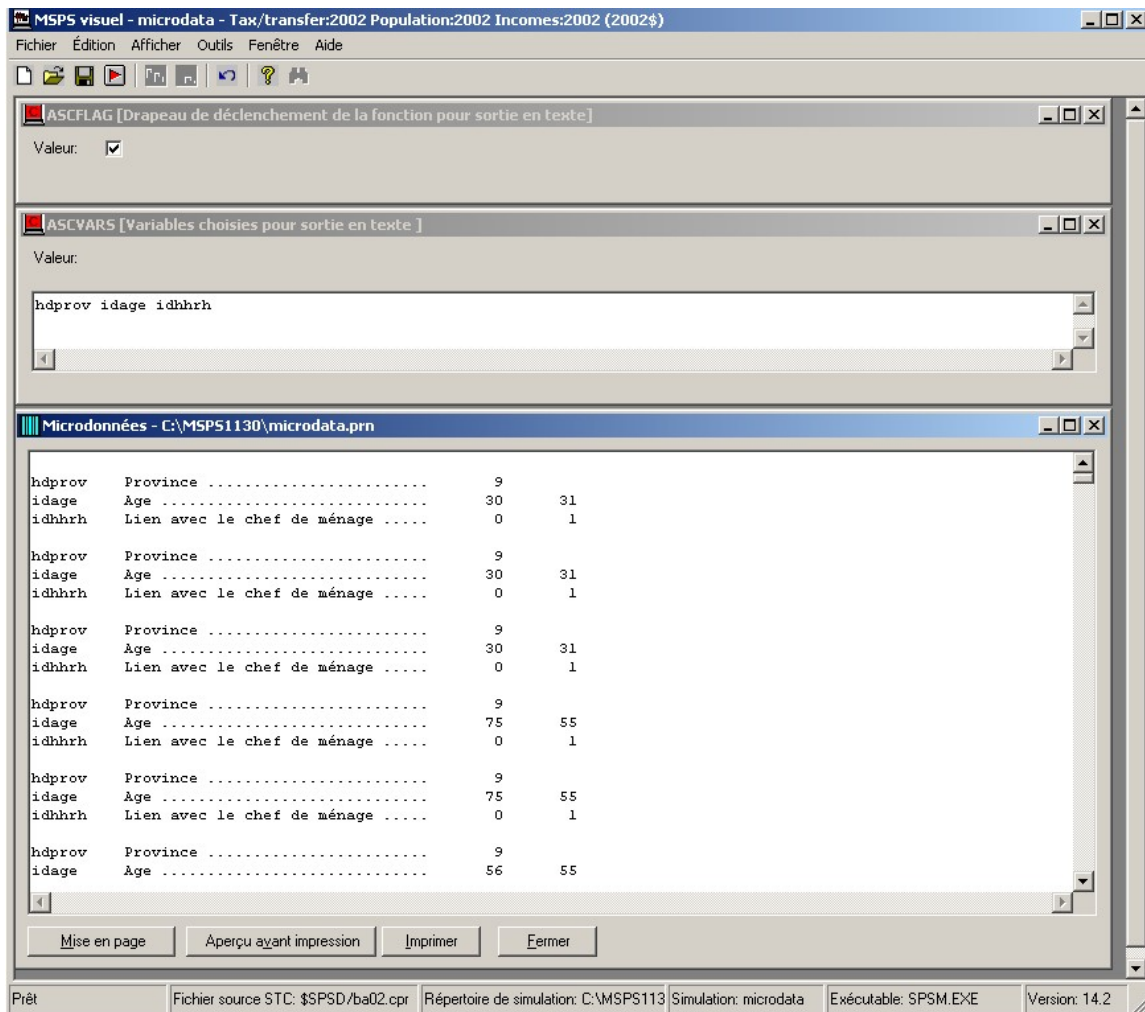 MSPS visuel - microdata - Tax/transfer:2002 Population:2002 Incomes:2002 (2002$)
Fichier Édition Afficher Outils Fenêtre Aide
ASCFLAG [Drapeau de déclenchement de la fonction pour sortie en texte]
Valeur:
ASCVARS [Variables choisies pour sortie en texte ]
Valeur:
hdprov idage idhhrh
Microdonnées - C:\MSPS1130\microdata.prn
hdprov Province ........................ 9
idage Age ............................. 30 31
idhhrh Lien avec le chef de ménage ..... 0 1
hdprov Province ........................ 9
idage Age ............................. 30 31
idhhrh Lien avec le chef de ménage ..... 0 1
hdprov Province ........................ 9
idage Age ............................. 30 31
idhhrh Lien avec le chef de ménage ..... 0 1
hdprov Province ........................ 9
idage Age ............................. 75 55
idhhrh Lien avec le chef de ménage ..... 0 1
hdprov Province ........................ 9
idage Age ............................. 75 55
idhhrh Lien avec le chef de ménage ..... 0 1
hdprov Province ........................ 9
idage Age ............................. 56 55
Mise en page Aperçu avant impression Imprimer Fermer
Prêt Fichier source STC: $SPSD/ba02.cpr Répertoire de simulation: C:\MSPS113 Simulation: microdata Exécutable: SPSM.EXE Version: 14.2